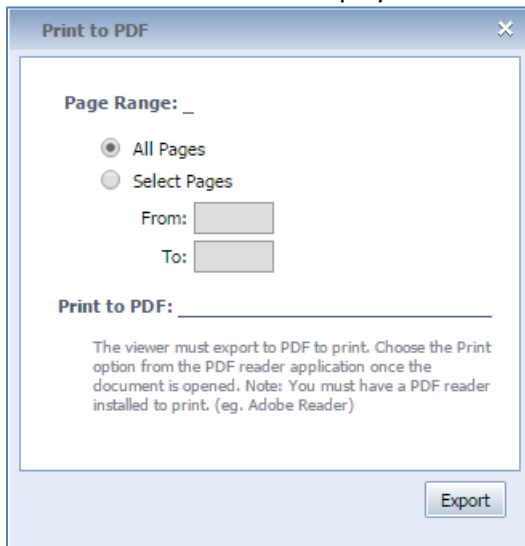 Print to PDF ×
Page Range: _
All Pages
Select Pages
From:
To:
Print to PDF:
The viewer must export to PDF to print. Choose the Print
option from the PDF reader application once the
document is opened. Note: You must have a PDF reader
installed to print. (eg. Adobe Reader)
Export